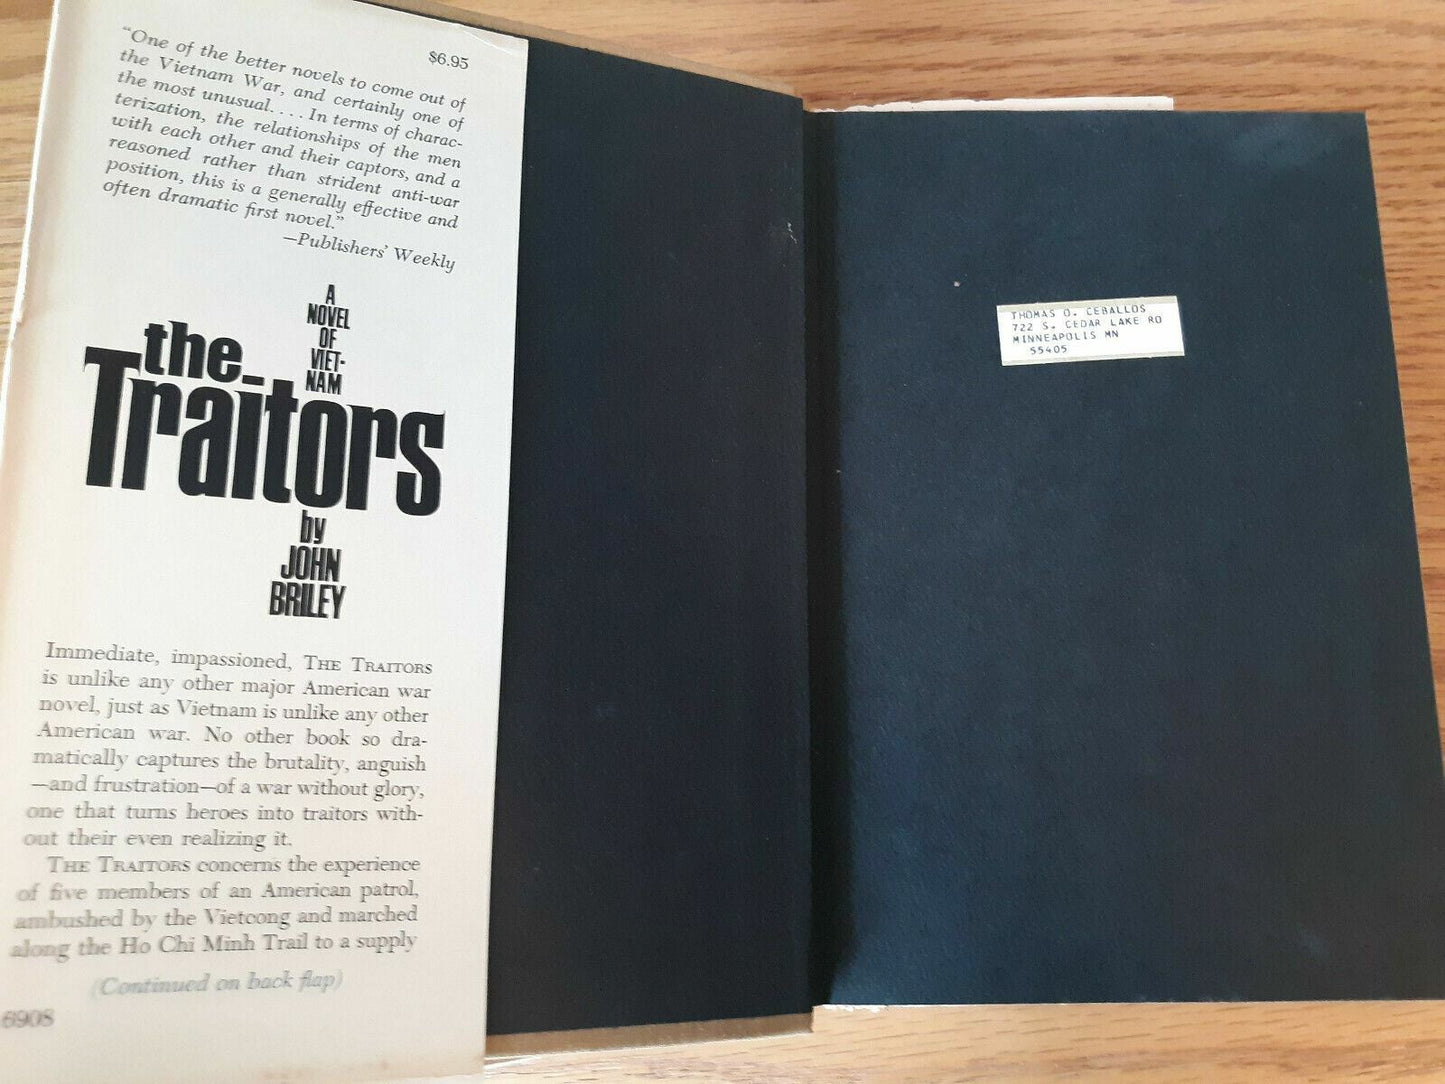 $6.95
"One of the better novels to come out of
the Vietnam War, and certainly one of
the most unusual. . . . In terms of charac-
terization, the relationships of the men
with each other and their captors, and a
reasoned rather than strident anti-war
position, this is a generally effective and
often dramatic first novel."
—Publishers' Weekly
A
NOVEL
OF
VIET-
NAM
the
Traitors
by
JOHN
BRILEY
Immediate, impassioned, THE TRAITORS
is unlike any other major American war
novel, just as Vietnam is unlike any other
American war. No other book so dra-
matically captures the brutality, anguish
—and frustration—of a war without glory,
one that turns heroes into traitors with-
out their even realizing it.
THE TRAITORS concerns the experience
of five members of an American patrol,
ambushed by the Vietcong and marched
along the Ho Chi Minh Trail to a supply
(Continued on back flap)
6908
THOMAS O. CEBALLOS
722 S. CEDAR LAKE RD
MINNEAPOLIS MN
55405